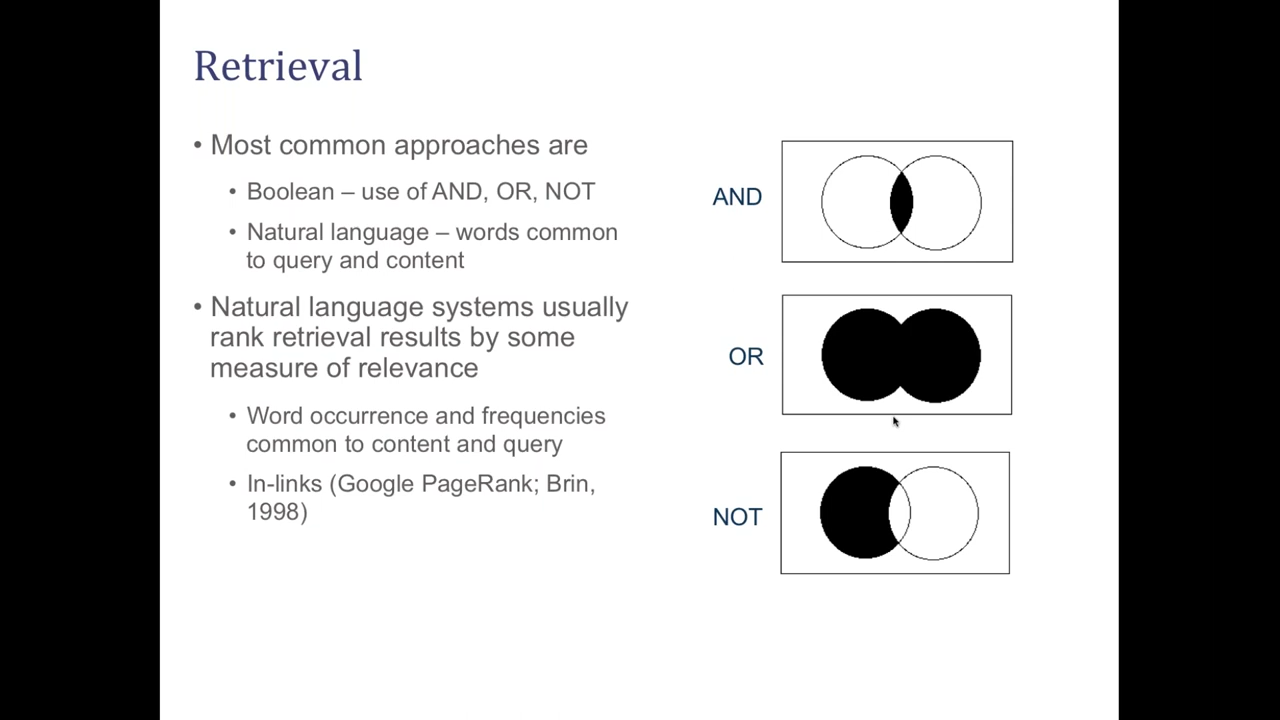 Retrieval
• Most common approaches are
• Boolean – use of AND, OR, NOT
• Natural language – words common
to query and content
• Natural language systems usually
rank retrieval results by some
measure of relevance
• Word occurrence and frequencies
common to content and query
• In-links (Google PageRank; Brin,
1998)
AND
OR
NOT